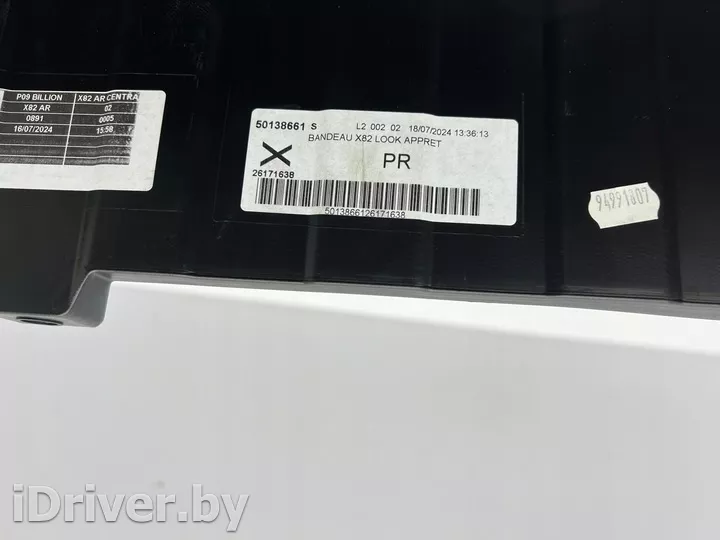 P09 BILLION X82 AR CENTRA
X82 AR 02
0891 0005
16/07/2024 15:58
50138661 S L2 002 02 18/07/2024 13:36:13
BANDEAU X82 LOOK APPRET
X PR
26171638
5013866126171638
94991807
iDriver.by